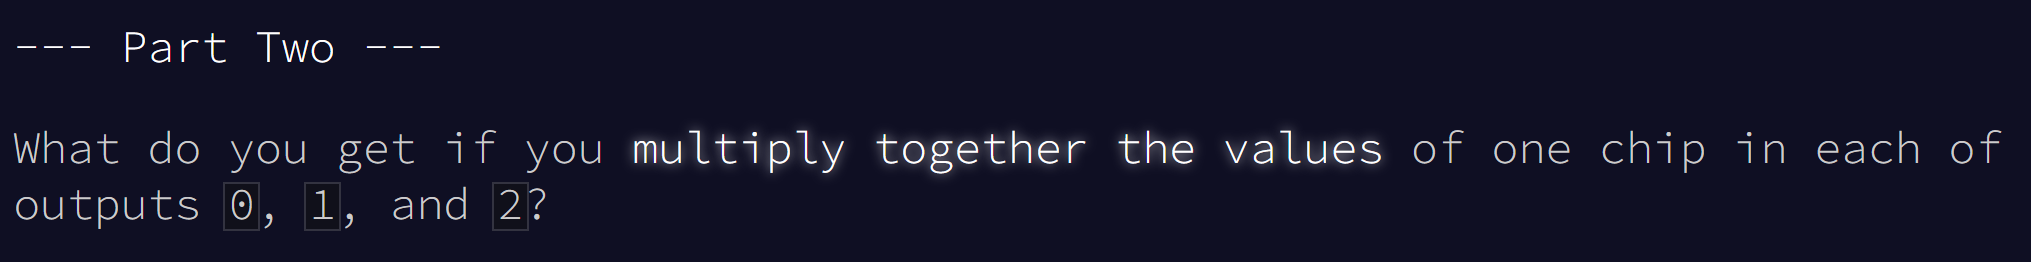 --- Part Two ---
What do you get if you multiply together the values of one chip in each of
outputs 0, 1, and 2?